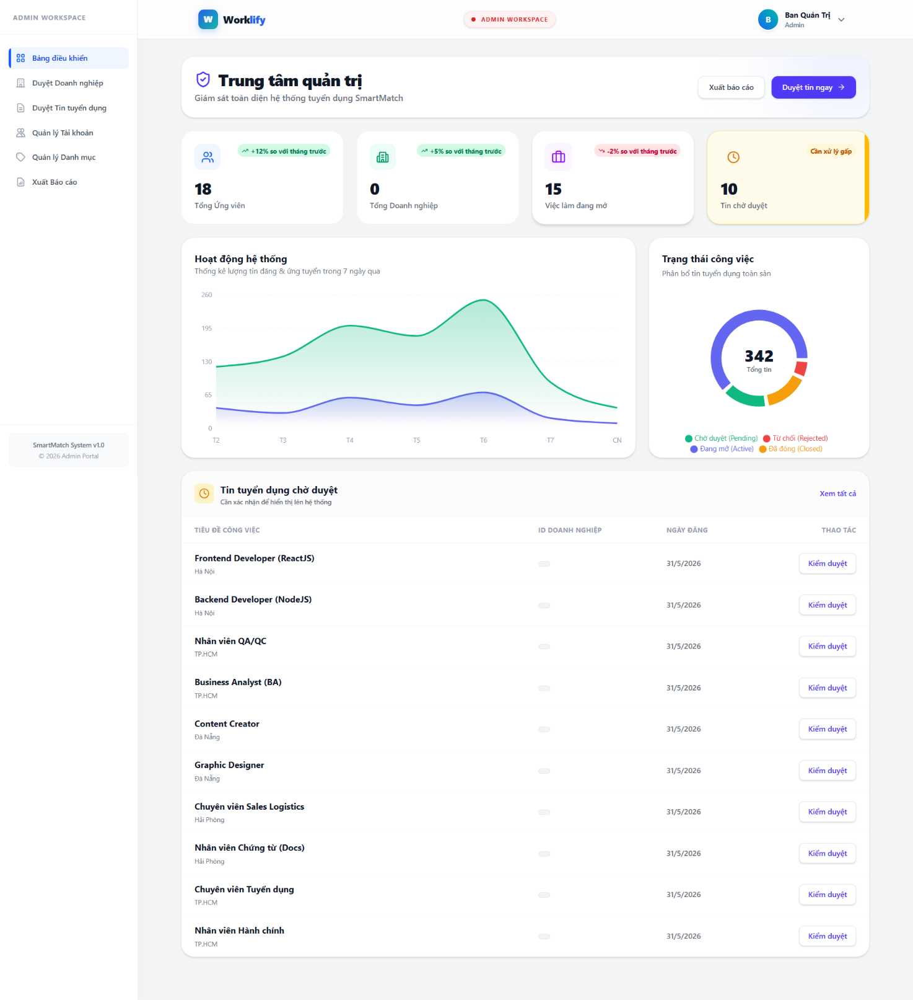 ADMIN WORKSPACE
Bảng điều khiển
Duyệt Doanh nghiệp
Duyệt Tin tuyển dụng
Quản lý Tài khoản
Quản lý Danh mục
Xuất Báo cáo
SmartMatch System v1.0
© 2026 Admin Portal
W Worklify
ADMIN WORKSPACE
B
Ban Quản Trị
Admin
Trung tâm quản trị
Giám sát toàn diện hệ thống tuyển dụng SmartMatch
Xuất báo cáo
Duyệt tin ngay
+12% so với tháng trước
18
Tổng Ứng viên
+5% so với tháng trước
0
Tổng Doanh nghiệp
-2% so với tháng trước
15
Việc làm đang mở
Cần xử lý gấp
10
Tin chờ duyệt
Hoạt động hệ thống
Thống kê lượng tin đăng & ứng tuyển trong 7 ngày qua
260
195
130
65
0
T2 T3 T4 T5 T6 T7 CN
Trạng thái công việc
Phân bổ tin tuyển dụng toàn sàn
342
Tổng tin
Chờ duyệt (Pending) Từ chối (Rejected)
Đang mở (Active) Đã đóng (Closed)
Tin tuyển dụng chờ duyệt
Cần xác nhận để hiển thị lên hệ thống
Xem tất cả
TIÊU ĐỀ CÔNG VIỆC ID DOANH NGHIỆP NGÀY ĐĂNG THAO TÁC
Frontend Developer (ReactJS)
Hà Nội
31/5/2026
Kiểm duyệt
Backend Developer (NodeJS)
Hà Nội
31/5/2026
Kiểm duyệt
Nhân viên QA/QC
TP.HCM
31/5/2026
Kiểm duyệt
Business Analyst (BA)
TP.HCM
31/5/2026
Kiểm duyệt
Content Creator
Đà Nẵng
31/5/2026
Kiểm duyệt
Graphic Designer
Đà Nẵng
31/5/2026
Kiểm duyệt
Chuyên viên Sales Logistics
Hải Phòng
31/5/2026
Kiểm duyệt
Nhân viên Chứng từ (Docs)
Hải Phòng
31/5/2026
Kiểm duyệt
Chuyên viên Tuyển dụng
TP.HCM
31/5/2026
Kiểm duyệt
Nhân viên Hành chính
TP.HCM
31/5/2026
Kiểm duyệt